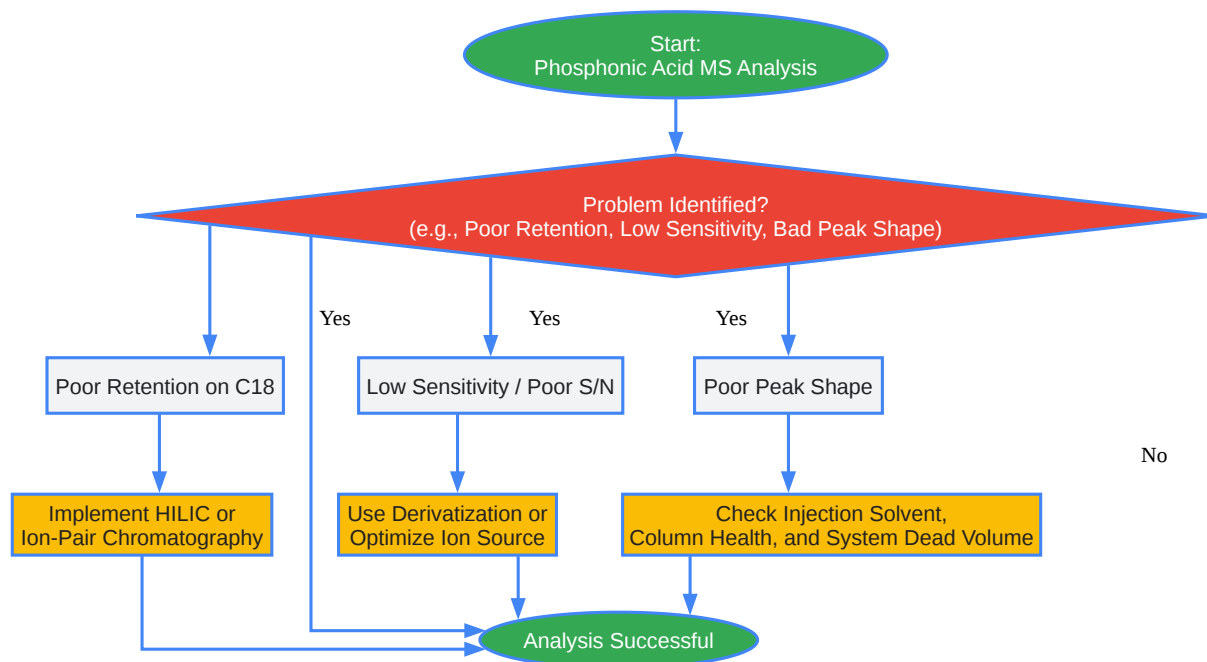 Start:
Phosphonic Acid MS Analysis
Problem Identified?
(e.g., Poor Retention, Low Sensitivity, Bad Peak Shape)
Yes
Yes
Yes
Poor Retention on C18
Low Sensitivity / Poor S/N
Poor Peak Shape
No
Implement HILIC or
Ion-Pair Chromatography
Use Derivatization or
Optimize Ion Source
Check Injection Solvent,
Column Health, and System Dead Volume
Analysis Successful